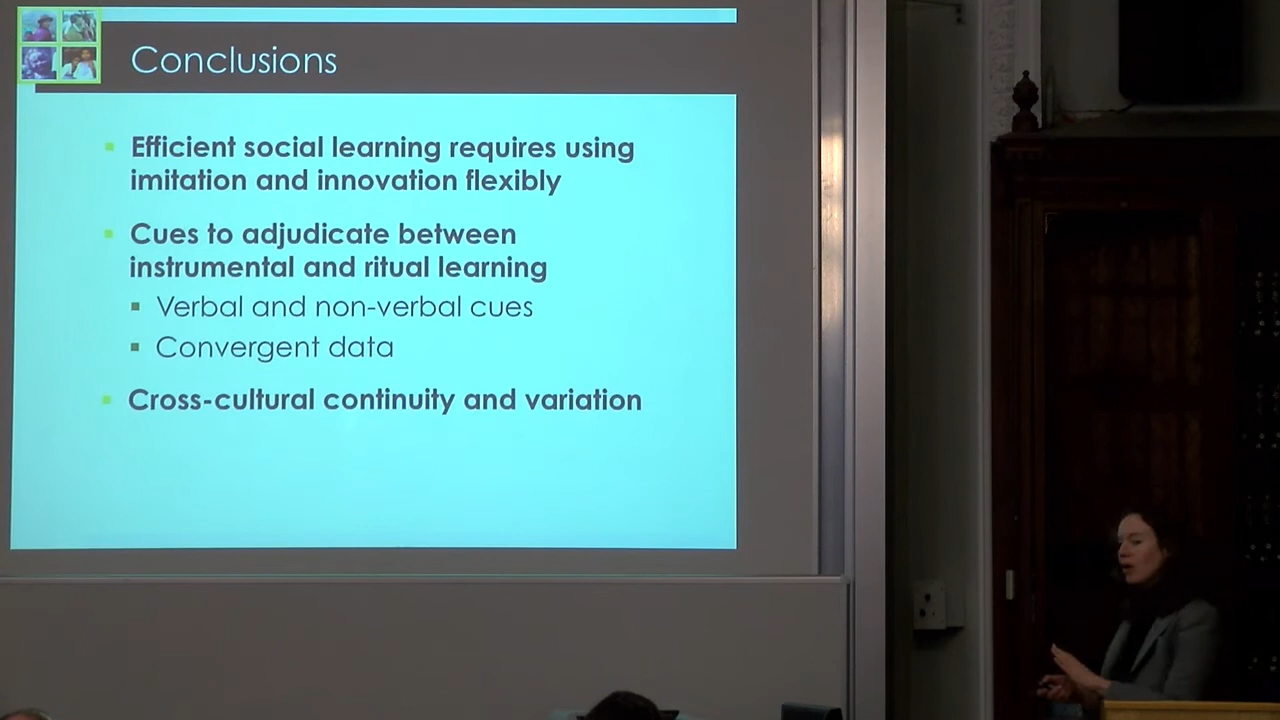 Conclusions
Efficient social learning requires using
imitation and innovation flexibly
Cues to adjudicate between
instrumental and ritual learning
Verbal and non-verbal cues
Convergent data
Cross-cultural continuity and variation